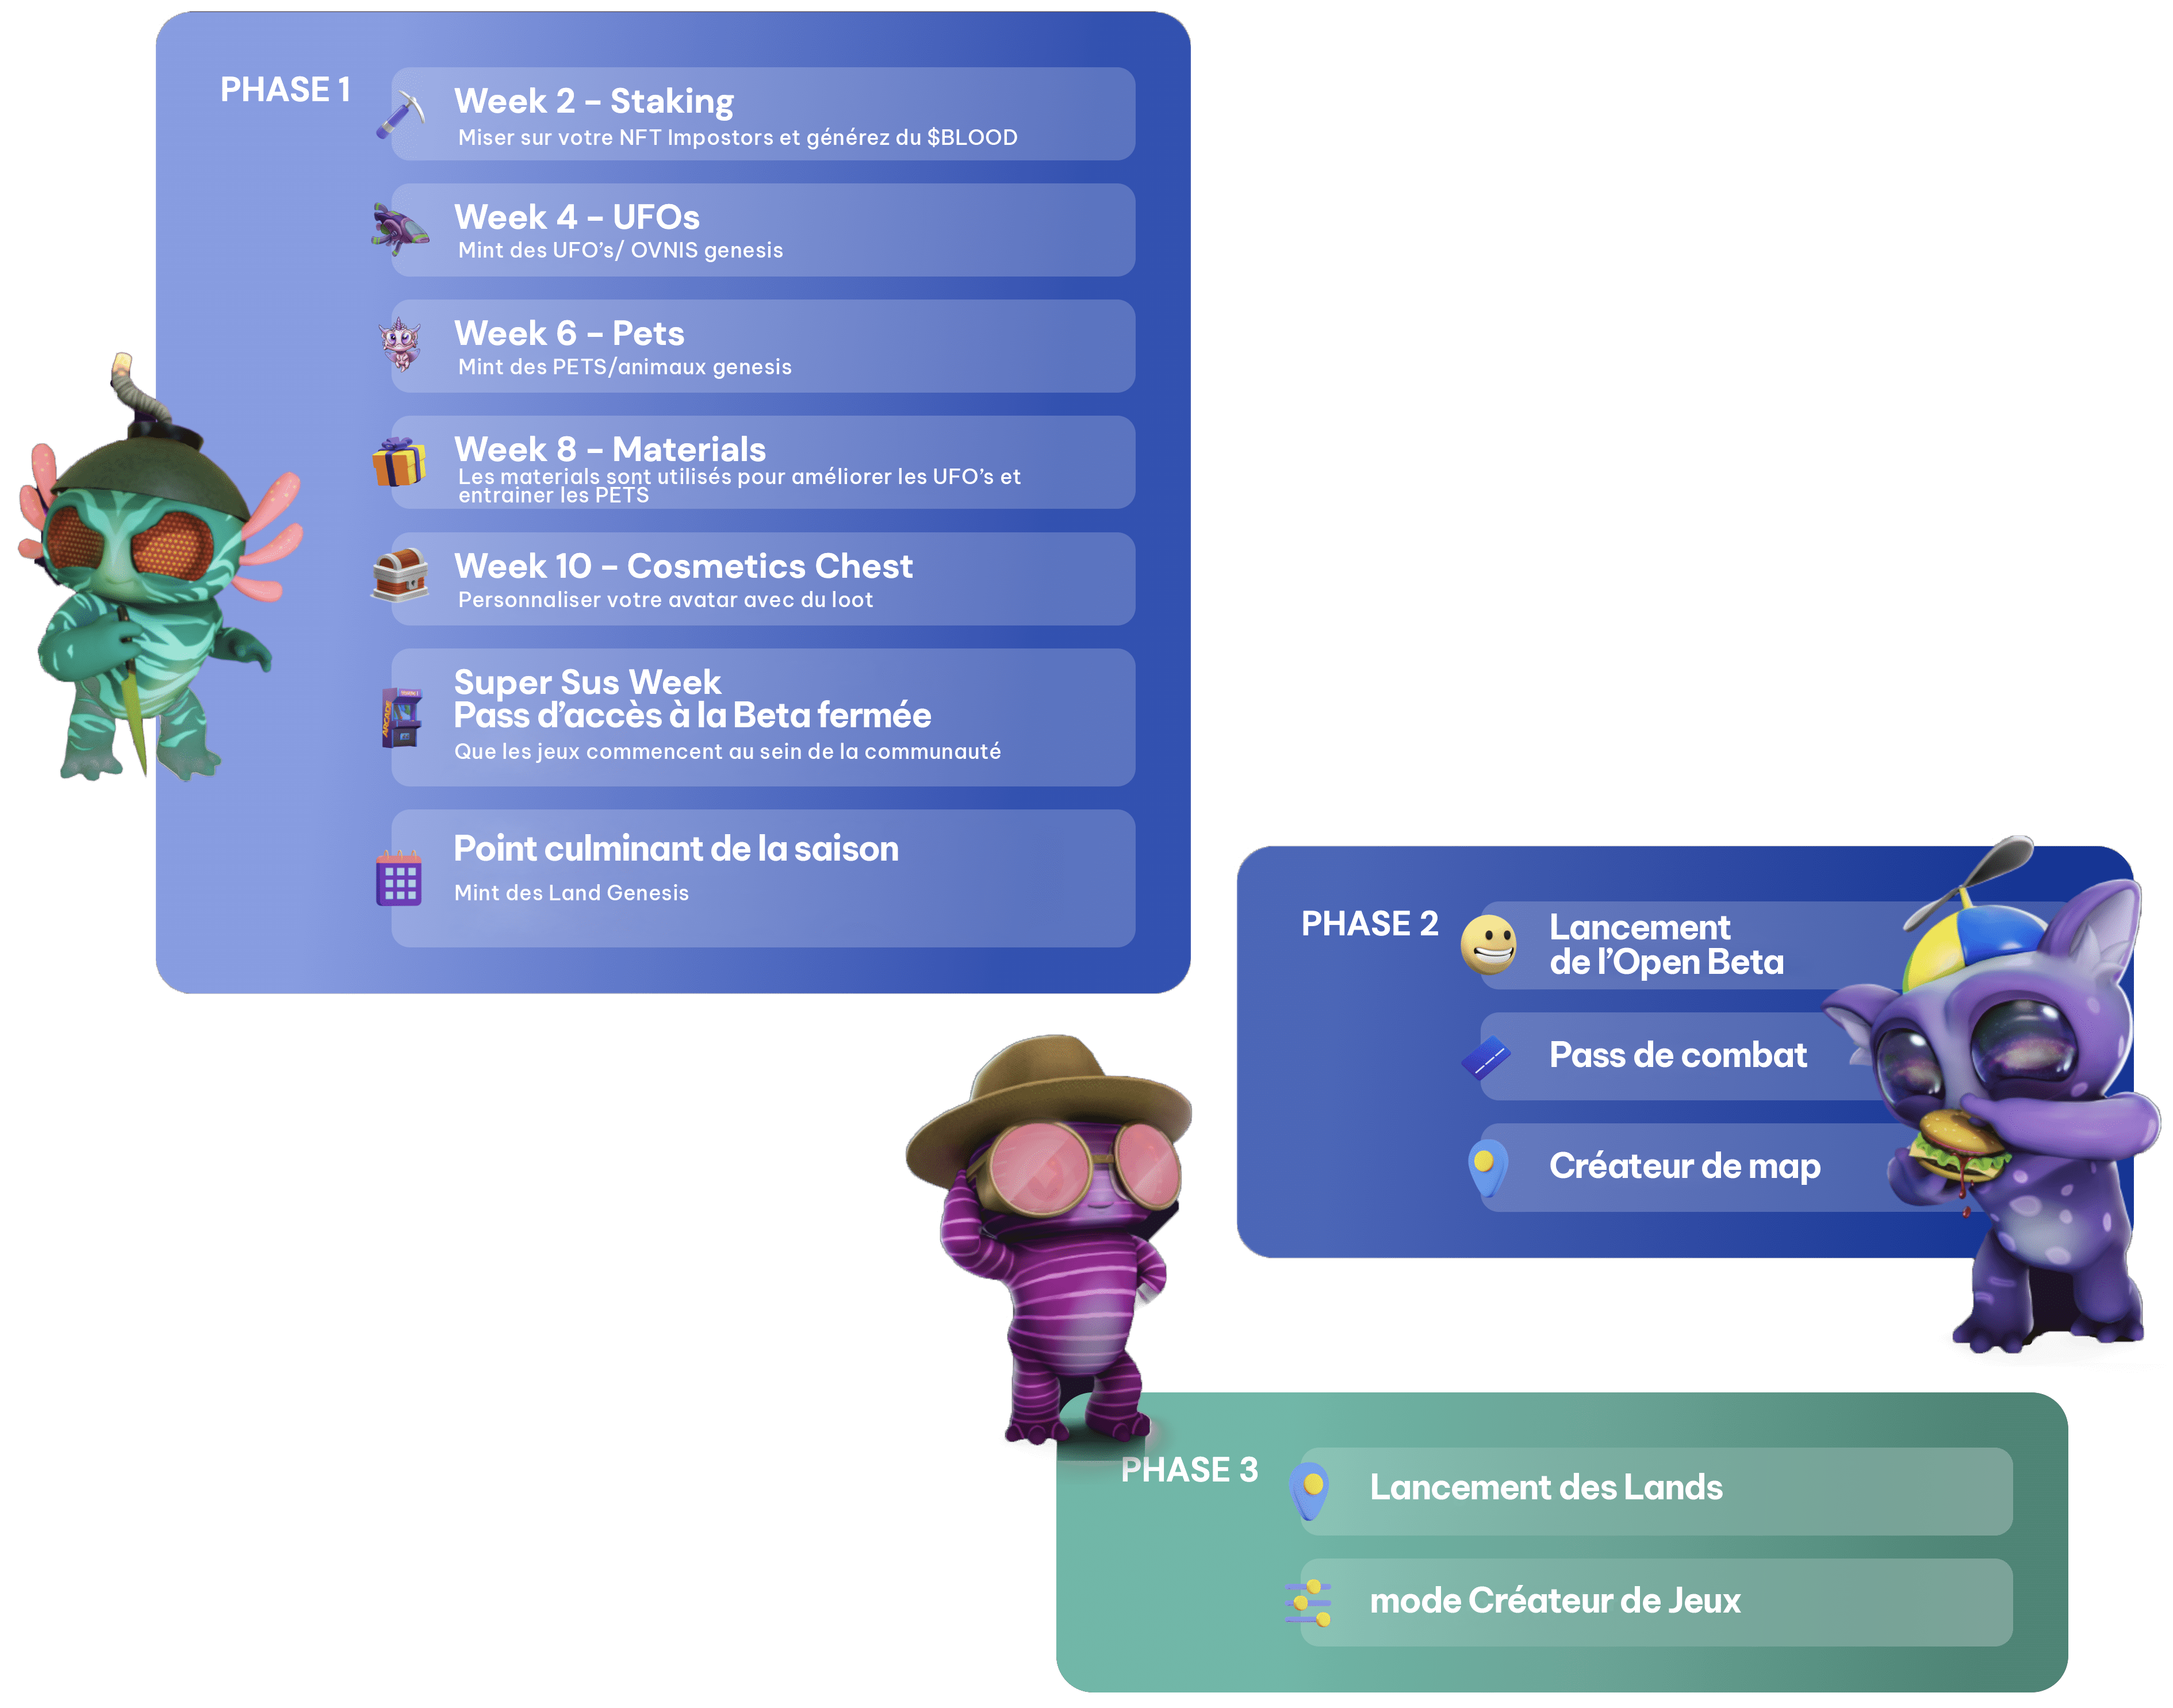 PHASE 1
Week 2 – Staking
Miser sur votre NFT Impostors et générez du $BLOOD
Week 4 – UFOs
Mint des UFO’s/ OVNIS genesis
Week 6 – Pets
Mint des PETS/animaux genesis
Week 8 – Materials
Les materials sont utilisés pour améliorer les UFO’s et
entrainer les PETS
Week 10 – Cosmetics Chest
Personnaliser votre avatar avec du loot
ARCADE
Super Sus Week
Pass d’accès à la Beta fermée
Que les jeux commencent au sein de la communauté
Point culminant de la saison
Mint des Land Genesis
PHASE 2
Lancement
de l’Open Beta
Pass de combat
Créateur de map
PHASE 3
Lancement des Lands
mode Créateur de Jeux